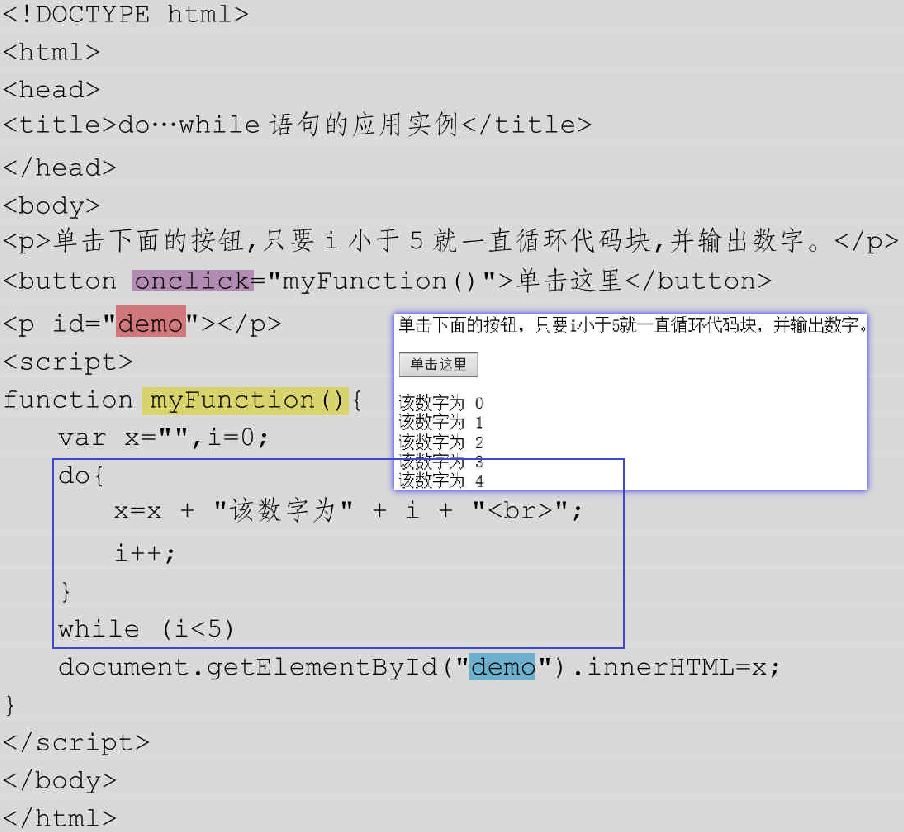 <!DOCTYPE html>
<html>
<head>
<title>do…while 语句的应用实例</title>
</head>
<body>
<p>单击下面的按钮,只要 i 小于 5 就一直循环代码块,并输出数字。</p>
<button onclick="myFunction()">单击这里</button>
<p id="demo"></p>
<script>
function myFunction(){
var x="",i=0;
do{
x=x + "该数字为" + i + "<br>";
i++;
}
while (i<5)
document.getElementById("demo").innerHTML=x;
}
</script>
</body>
</html>
单击下面的按钮，只要i小于5就一直循环代码块，并输出数字。
单击这里
该数字为 0
该数字为 1
该数字为 2
该数字为 3
该数字为 4